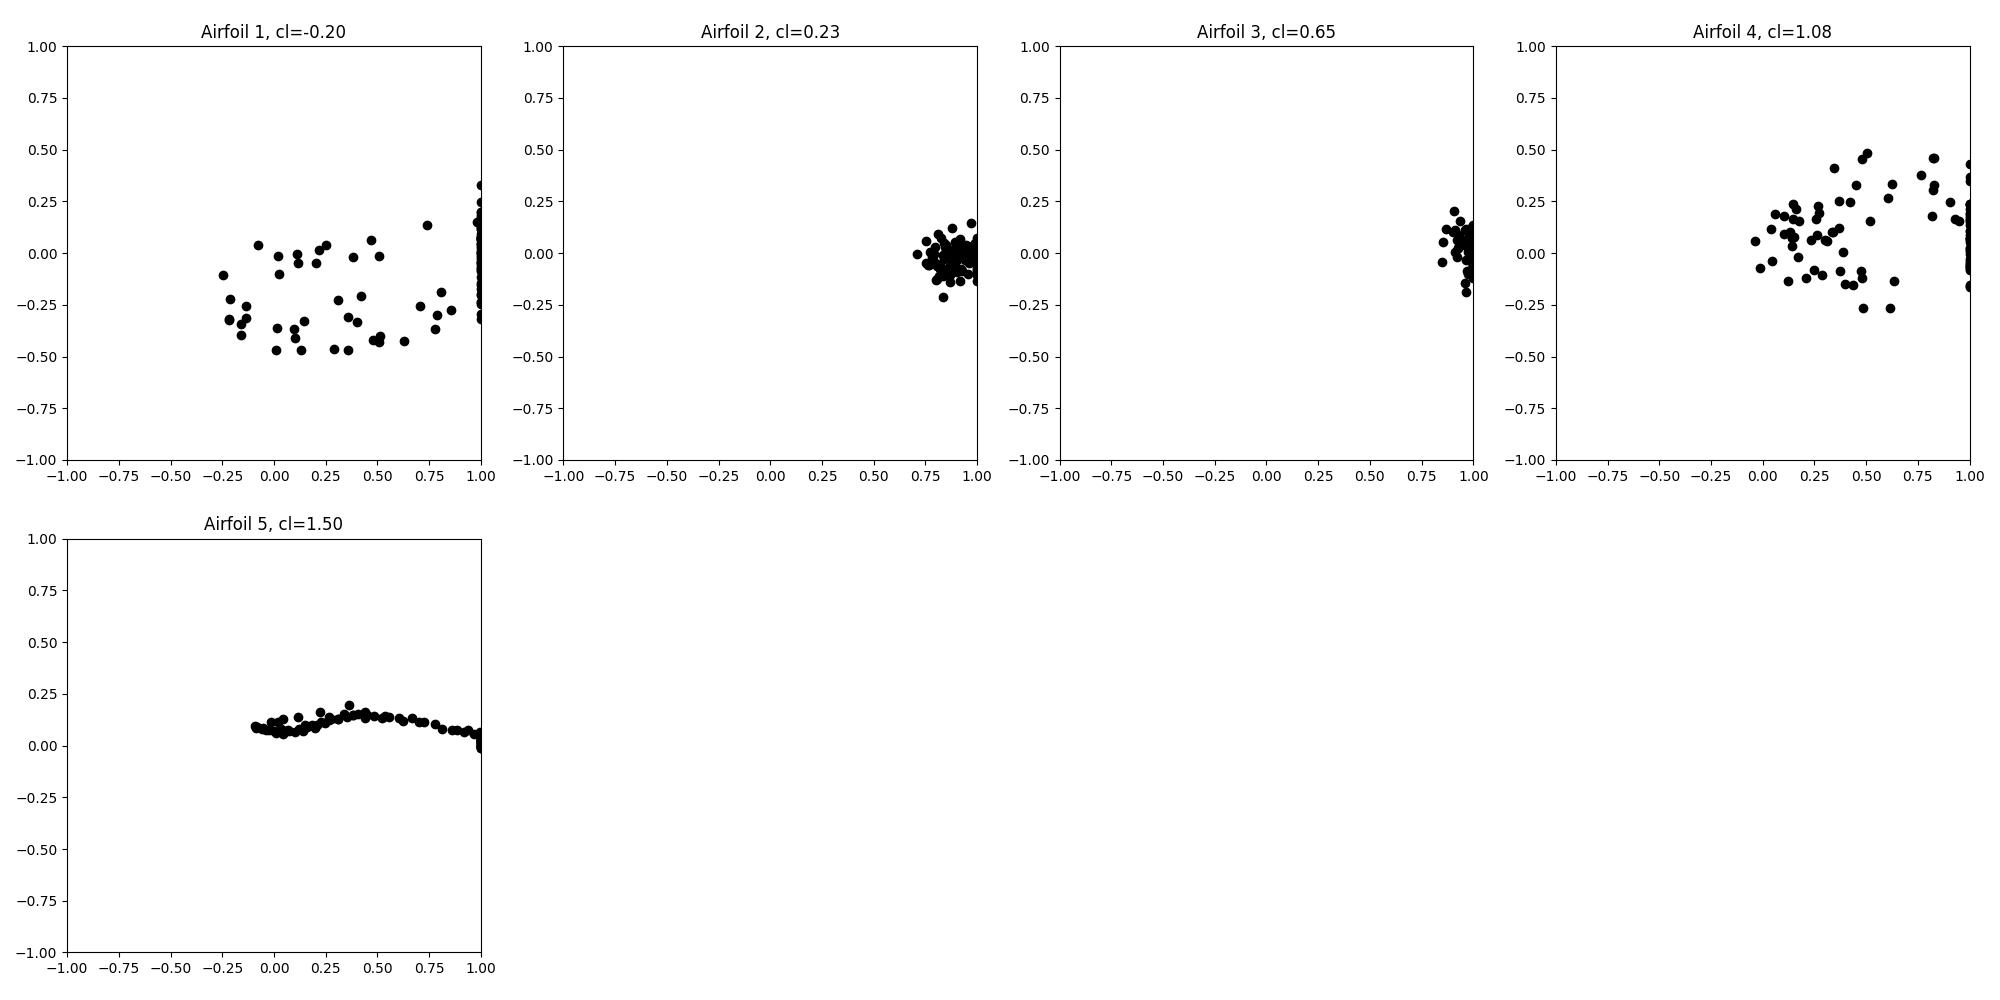 Airfoil 1, cl=-0.20
Airfoil 2, cl=0.23
Airfoil 3, cl=0.65
Airfoil 4, cl=1.08
1.00 1.00 1.00 1.00
0.75 0.75 0.75 0.75
0.50 0.50 0.50 0.50
0.25 0.25 0.25 0.25
0.00 0.00 0.00 0.00
−0.25 −0.25 −0.25 −0.25
−0.50 −0.50 −0.50 −0.50
−0.75 −0.75 −0.75 −0.75
−1.00 −1.00 −1.00 −1.00
−1.00 −0.75 −0.50 −0.25 0.00 0.25 0.50 0.75 1.00
−1.00 −0.75 −0.50 −0.25 0.00 0.25 0.50 0.75 1.00
−1.00 −0.75 −0.50 −0.25 0.00 0.25 0.50 0.75 1.00
−1.00 −0.75 −0.50 −0.25 0.00 0.25 0.50 0.75 1.00
Airfoil 5, cl=1.50
1.00
0.75
0.50
0.25
0.00
−0.25
−0.50
−0.75
−1.00
−1.00 −0.75 −0.50 −0.25 0.00 0.25 0.50 0.75 1.00